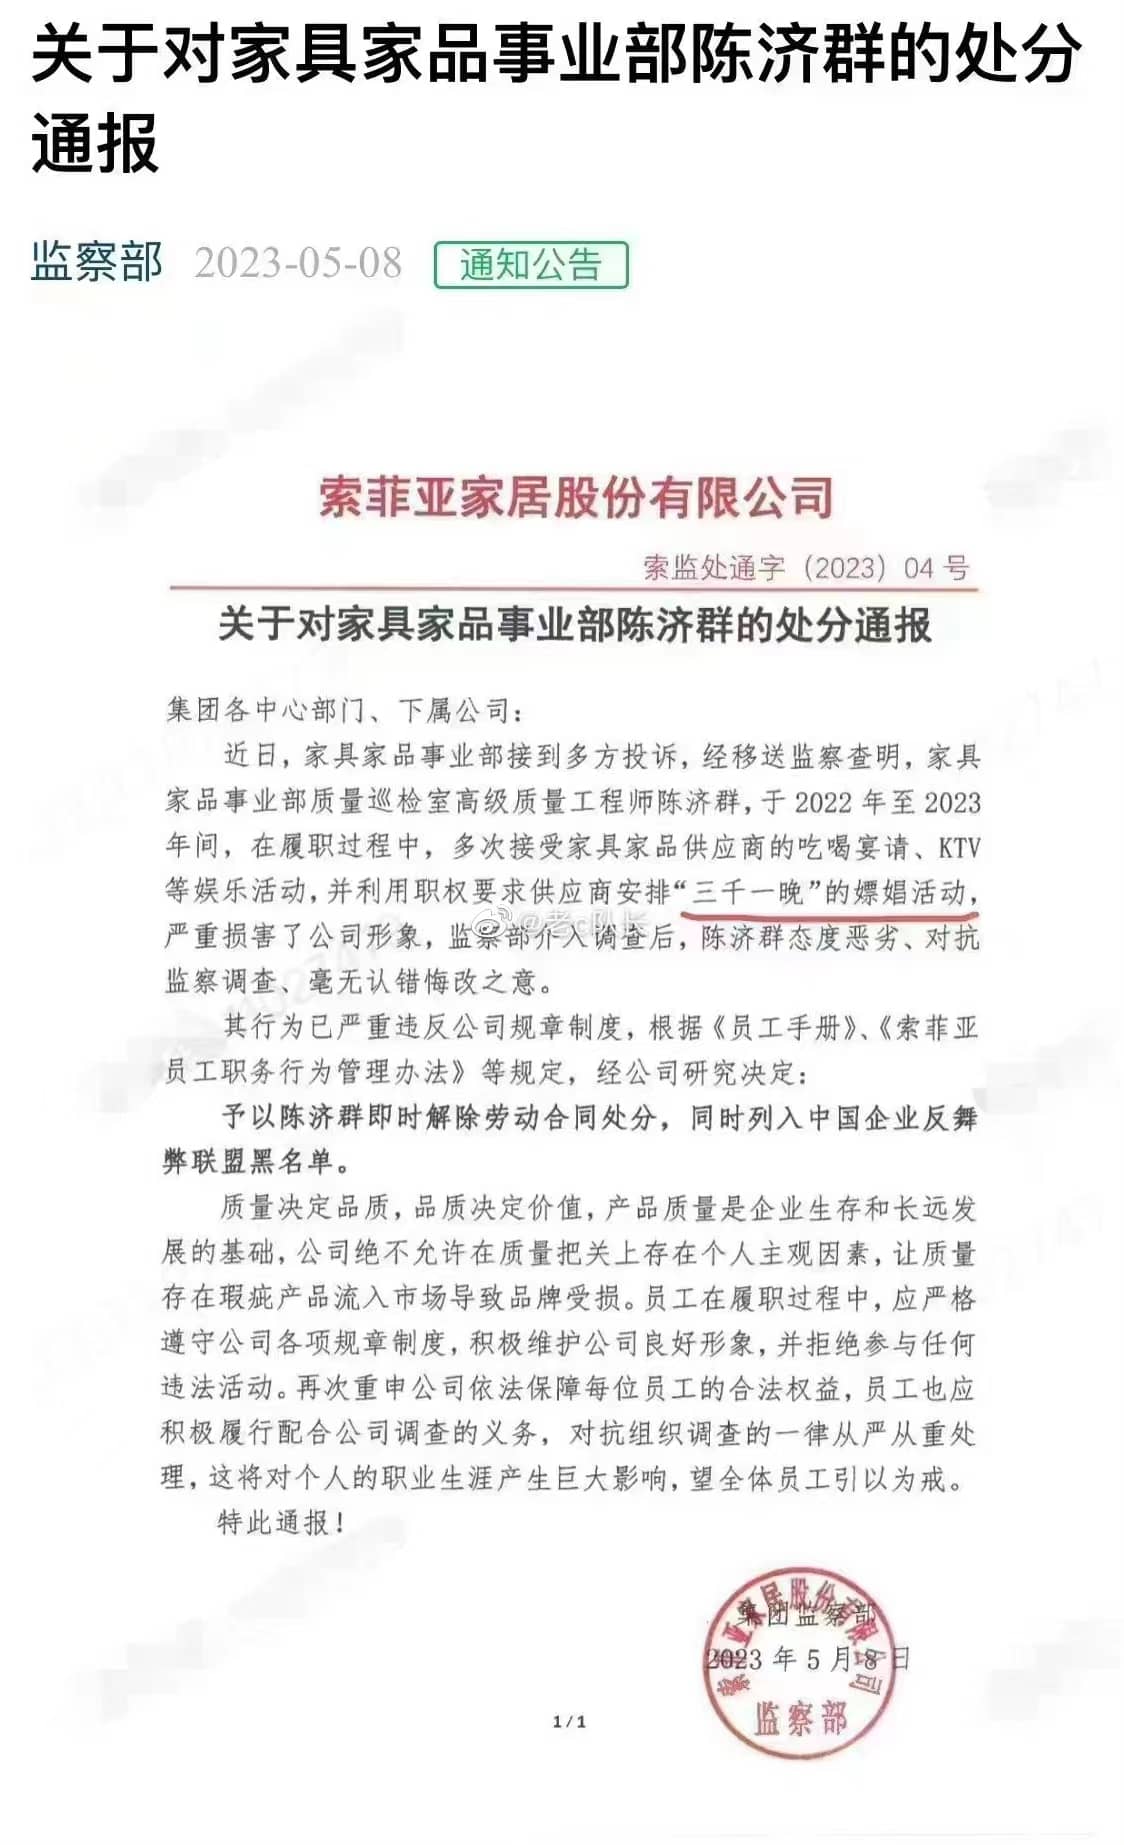 关于对家具家品事业部陈济群的处分
通报
监察部 2023-05-08 通知公告
索菲亚家居股份有限公司
索监处通字（2023）04 号
关于对家具家品事业部陈济群的处分通报
集团各中心部门、下属公司：
近日，家具家品事业部接到多方投诉，经移送监察查明，家具
家品事业部质量巡检室高级质量工程师陈济群，于 2022 年至 2023
年间，在履职过程中，多次接受家具家品供应商的吃喝宴请、KTV
等娱乐活动，并利用职权要求供应商安排“三千一晚”的嫖娼活动，
@老c队长
严重损害了公司形象，监察部介入调查后，陈济群态度恶劣、对抗
监察调查、毫无认错悔改之意。
其行为已严重违反公司规章制度，根据《员工手册》、《索菲亚
员工职务行为管理办法》等规定，经公司研究决定：
予以陈济群即时解除劳动合同处分，同时列入中国企业反舞
弊联盟黑名单。
质量决定品质，品质决定价值，产品质量是企业生存和长远发
展的基础，公司绝不允许在质量把关上存在个人主观因素，让质量
存在瑕疵产品流入市场导致品牌受损。员工在履职过程中，应严格
遵守公司各项规章制度，积极维护公司良好形象，并拒绝参与任何
违法活动。再次重申公司依法保障每位员工的合法权益，员工也应
积极履行配合公司调查的义务，对抗组织调查的一律从严从重处
理，这将对个人的职业生涯产生巨大影响，望全体员工引以为戒。
特此通报！
集团监察部
2023 年 5 月 8 日
索菲亚家居股份有限公司
监察部
1 / 1